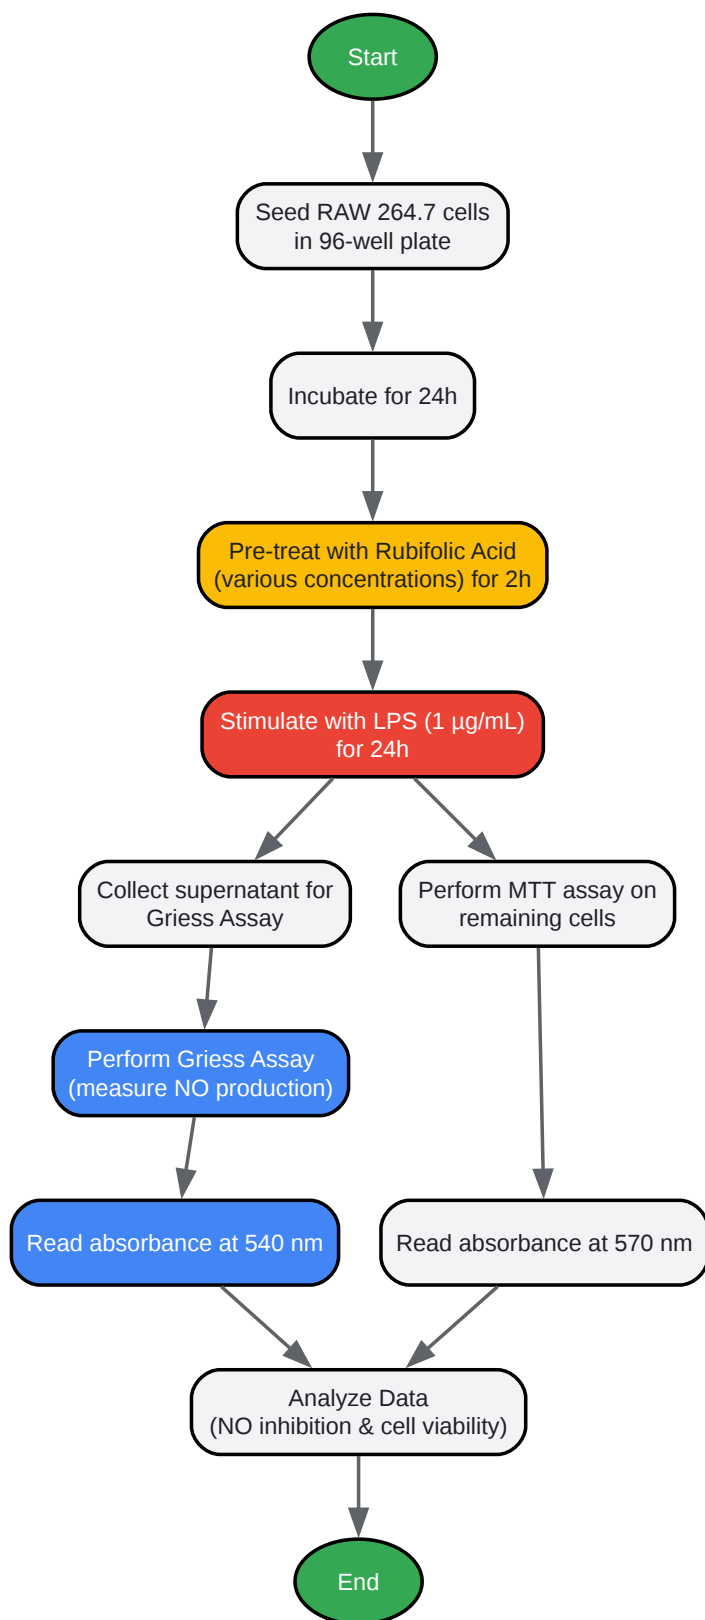 Start
Seed RAW 264.7 cells
in 96-well plate
Incubate for 24h
Pre-treat with Rubifolic Acid
(various concentrations) for 2h
Stimulate with LPS (1 µg/mL)
for 24h
Collect supernatant for
Griess Assay
Perform MTT assay on
remaining cells
Perform Griess Assay
(measure NO production)
Read absorbance at 540 nm
Read absorbance at 570 nm
Analyze Data
(NO inhibition & cell viability)
End